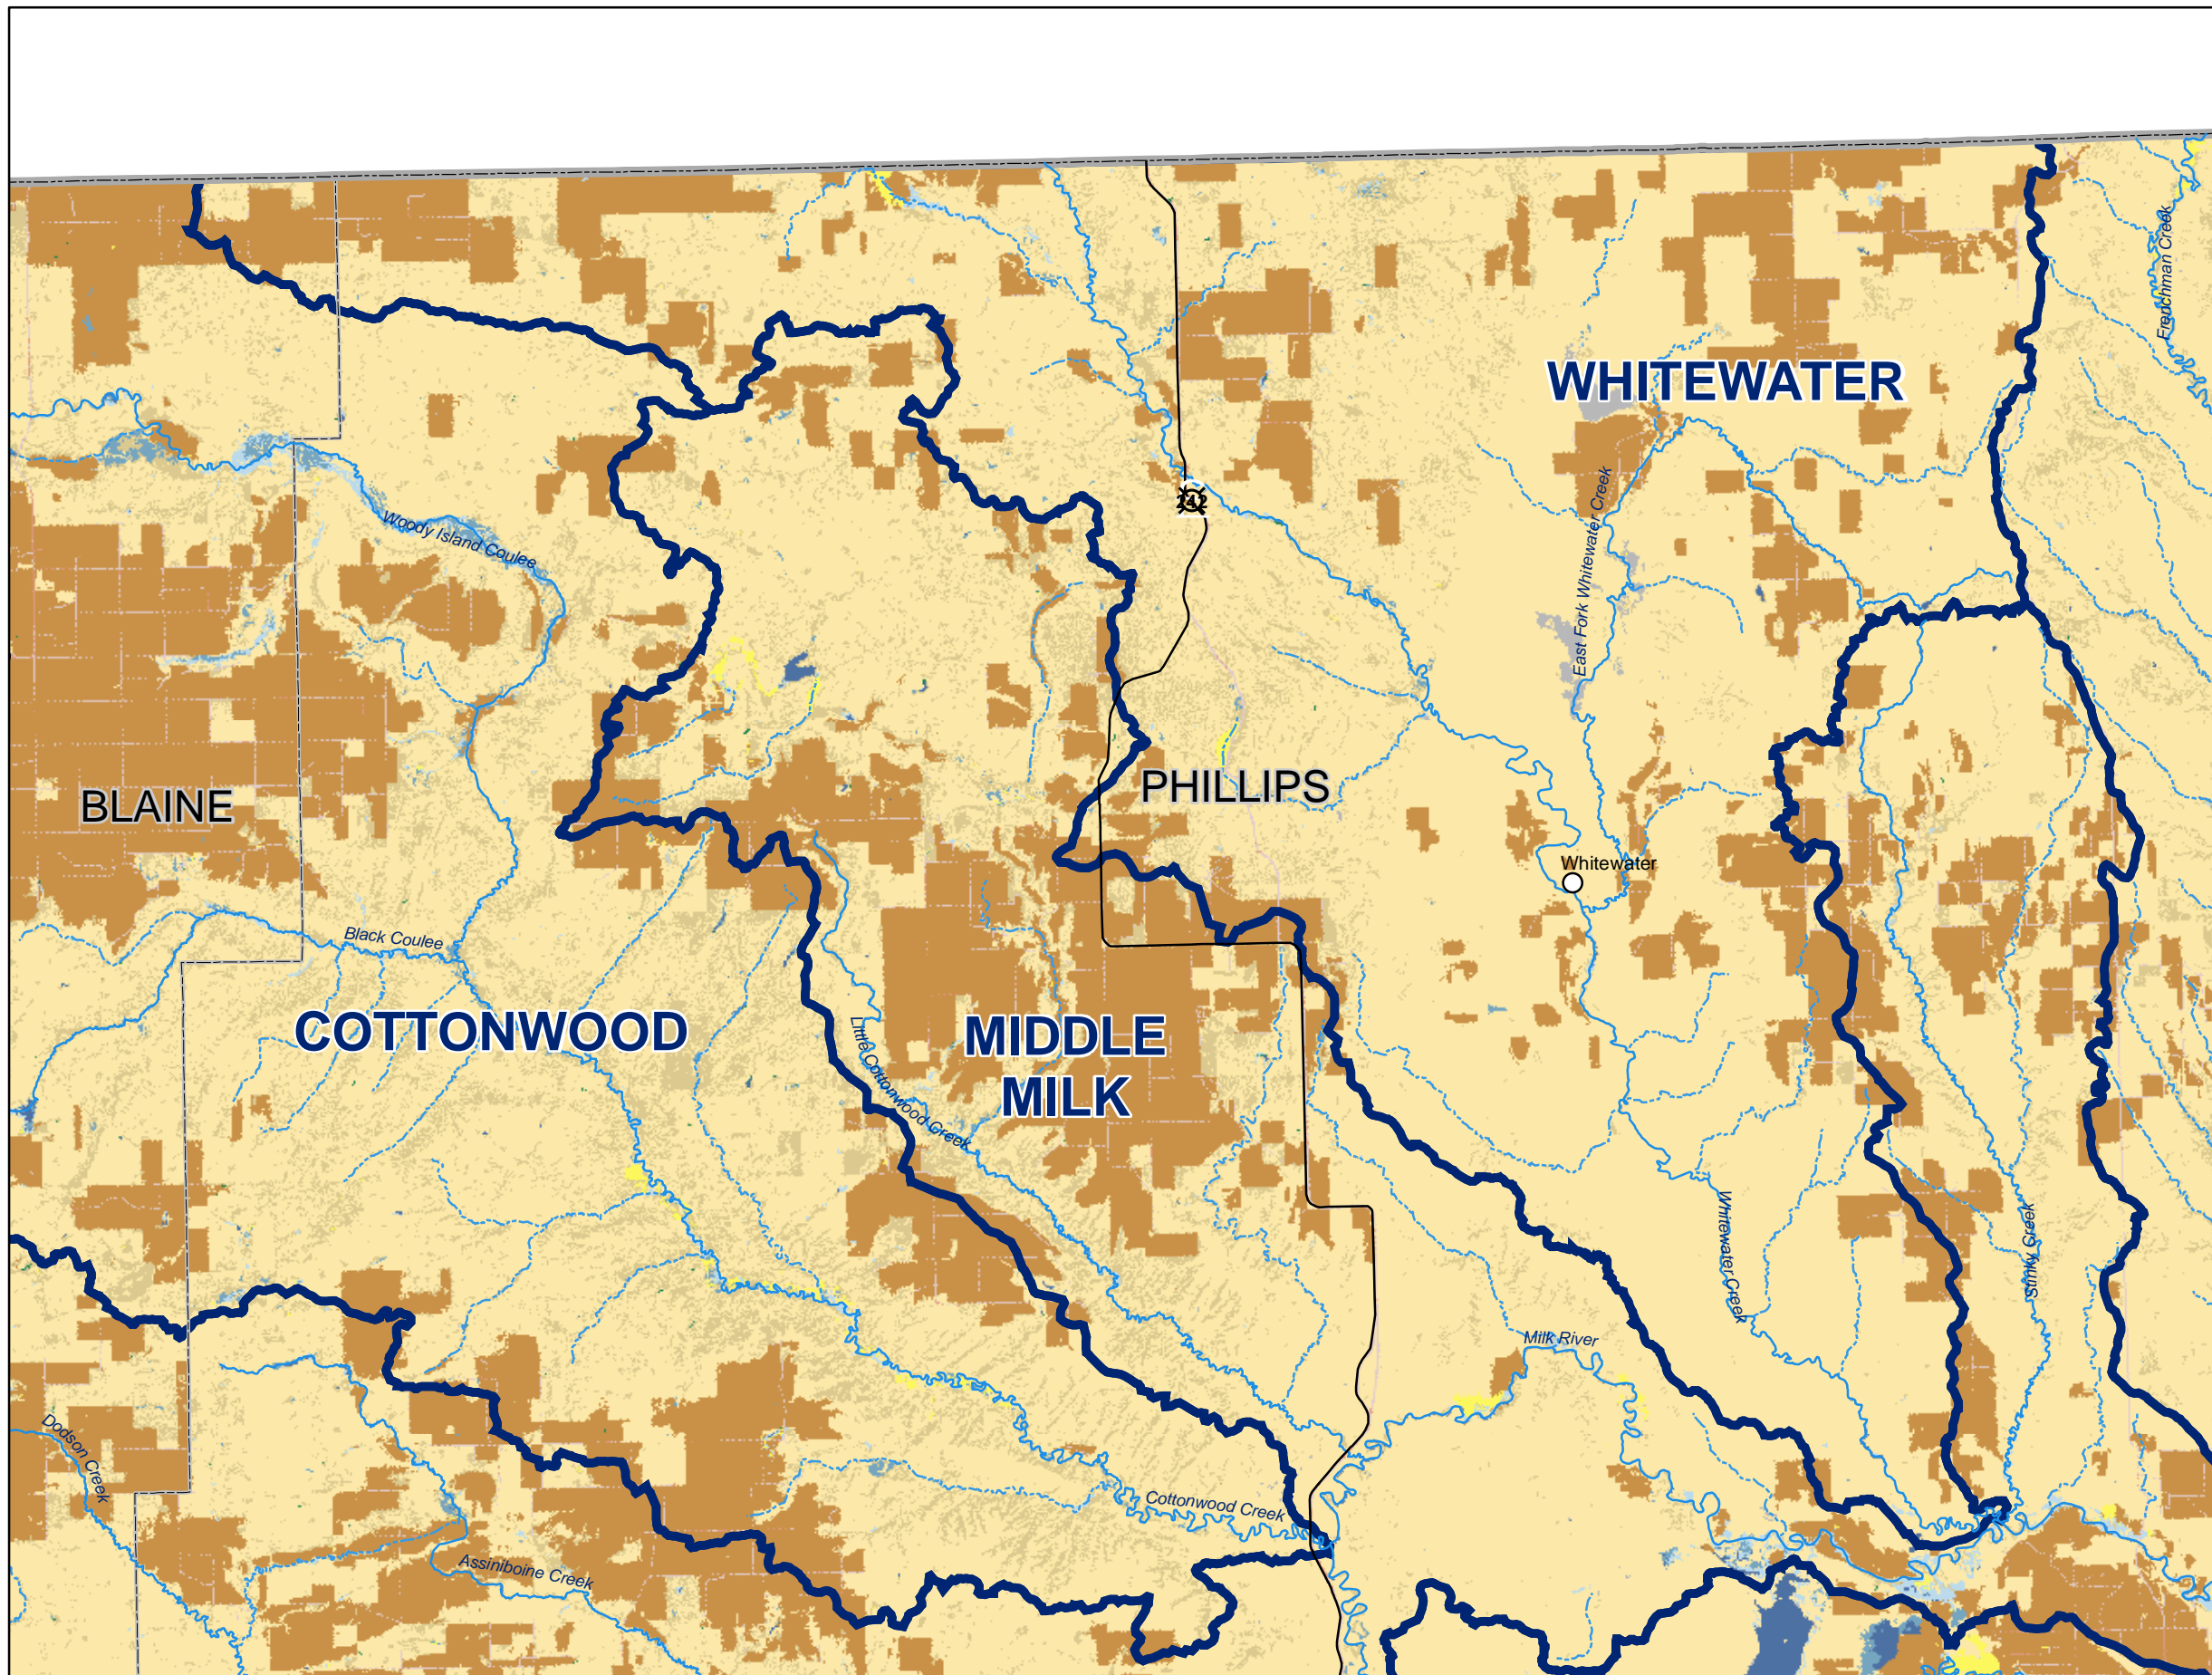 Frenchman Creek
WHITEWATER
242
East Fork Whitewater Creek
Woody Island Coulee
BLAINE
PHILLIPS
Whitewater
Black Coulee
COTTONWOOD
MIDDLE
MILK
Little Cottonwood Creek
Whitewater Creek
Stinky Creek
Milk River
Dodson Creek
Cottonwood Creek
Assiniboine Creek